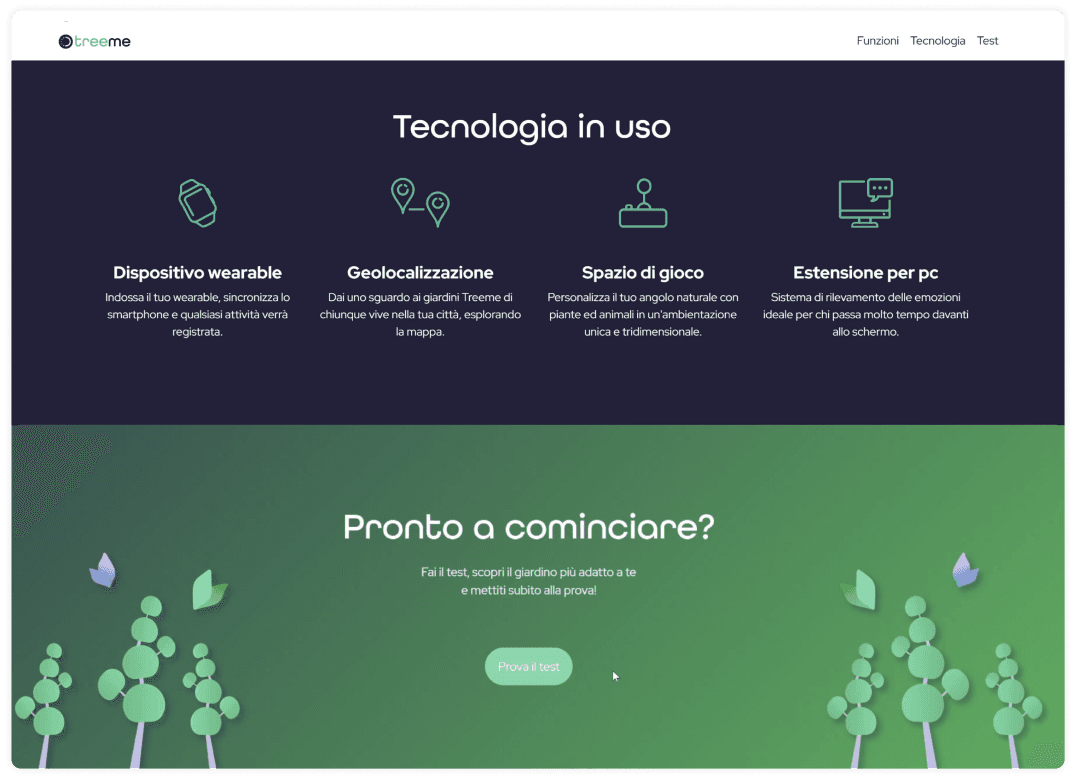 treeme
Funzioni Tecnologia Test
Tecnologia in uso
Dispositivo wearable
Indossa il tuo wearable, sincronizza lo
smartphone e qualsiasi attività verrà
registrata.
Geolocalizzazione
Dai uno sguardo ai giardini Treeme di
chiunque vive nella tua città, esplorando
la mappa.
Spazio di gioco
Personalizza il tuo angolo naturale con
piante ed animali in un'ambientazione
unica e tridimensionale.
Estensione per pc
Sistema di rilevamento delle emozioni
ideale per chi passa molto tempo davanti
allo schermo.
Pronto a cominciare?
Fai il test, scopri il giardino più adatto a te
e mettiti subito alla prova!
Prova il test